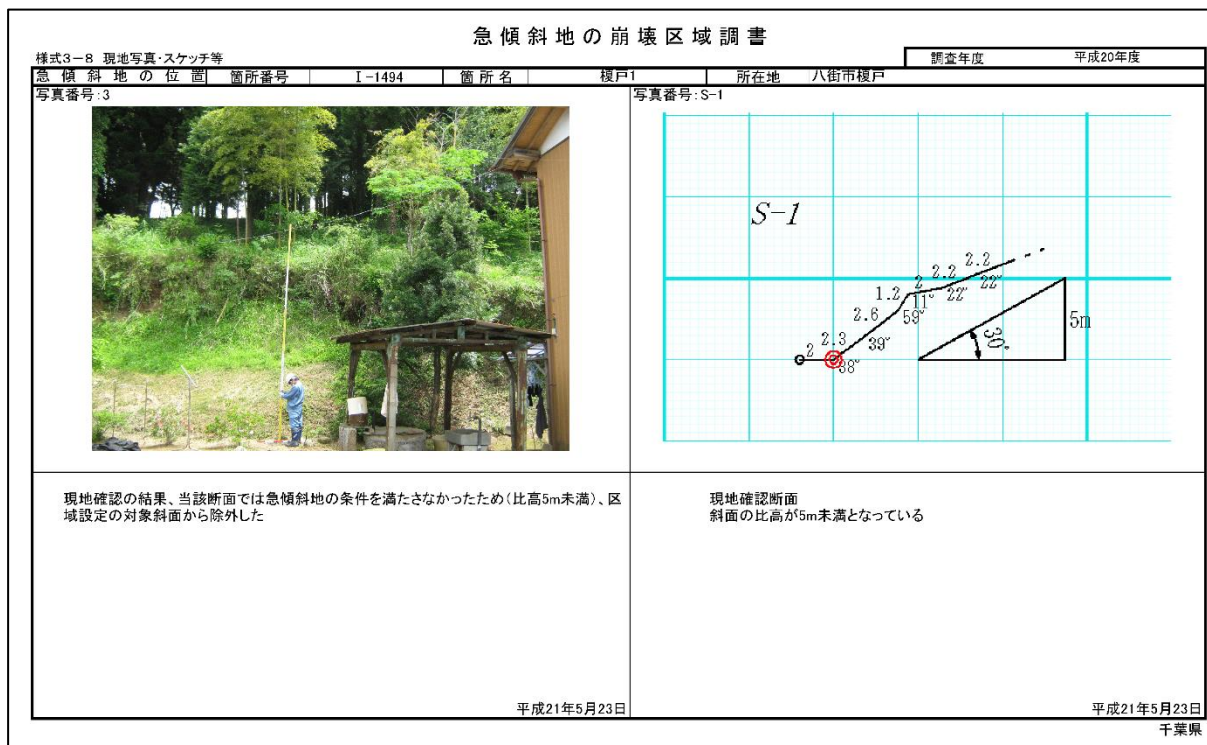 急傾斜地の崩壊区域調書
様式3-8 現地写真・スケッチ等
調査年度 平成20年度
急傾斜地の位置 箇所番号 I-1494 箇所名 榎戸1 所在地 八街市榎戸
写真番号:3
写真番号:S-1
S-1
2.2
2.2
2
1.2
22°
22°
11°
2.6
59°
5m
2.3
39°
30°
2
38°
現地確認の結果、当該断面では急傾斜地の条件を満たさなかったため(比高5m未満)、区
域設定の対象斜面から除外した
現地確認断面
斜面の比高が5m未満となっている
平成21年5月23日
平成21年5月23日
千葉県